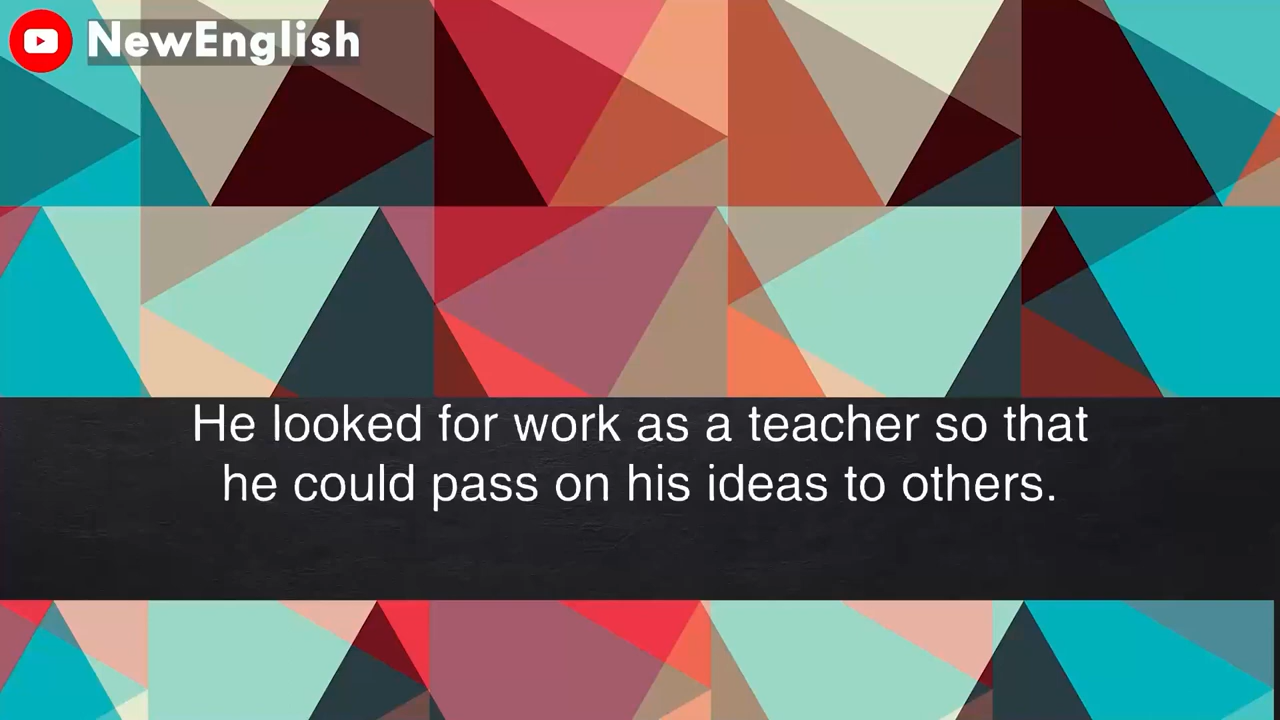 NewEnglish
He looked for work as a teacher so that
he could pass on his ideas to others.